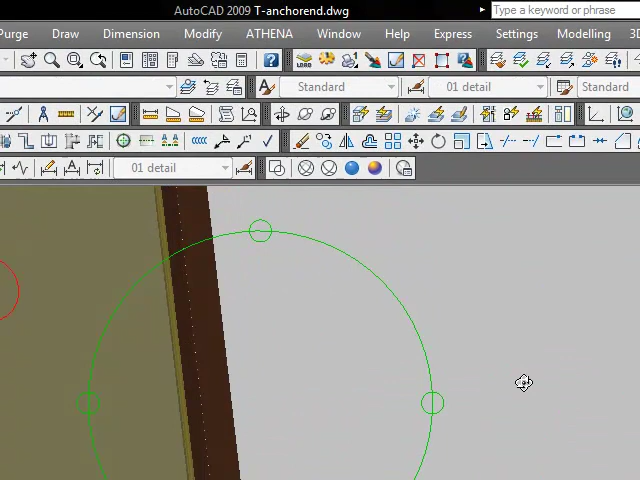 AutoCAD 2009 T-anchorend.dwg
Type a keyword or phrase
Purge Draw Dimension Modify ATHENA Window Help Express Settings Modelling 3D
Standard 01 detail Standard
01 detail